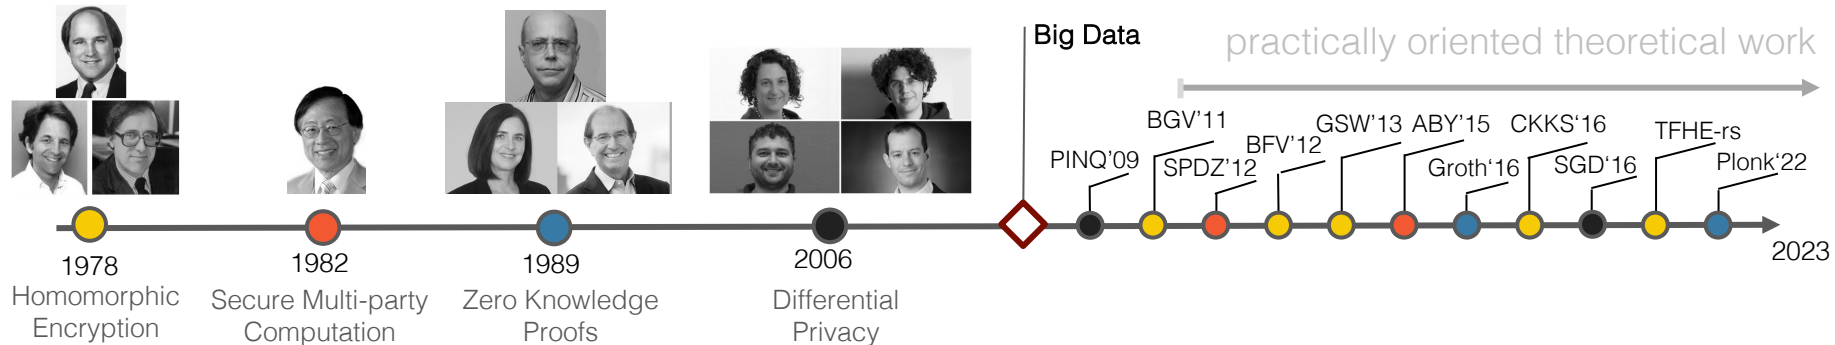 Big Data
practically oriented theoretical work
PINQ'09
BGV'11
SPDZ'12
BFV'12
GSW'13
ABY'15
Groth‘16
CKKS‘16
SGD‘16
TFHE-rs
Plonk‘22
2023
1978
Homomorphic
Encryption
1982
Secure Multi-party
Computation
1989
Zero Knowledge
Proofs
2006
Differential
Privacy